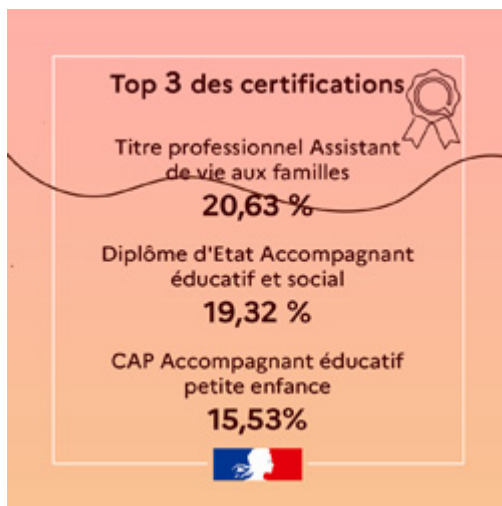 Top 3 des certifications
Titre professionnel Assistant
de vie aux familles
20,63 %
Diplôme d'Etat Accompagnant
éducatif et social
19,32 %
CAP Accompagnant éducatif
petite enfance
15,53%